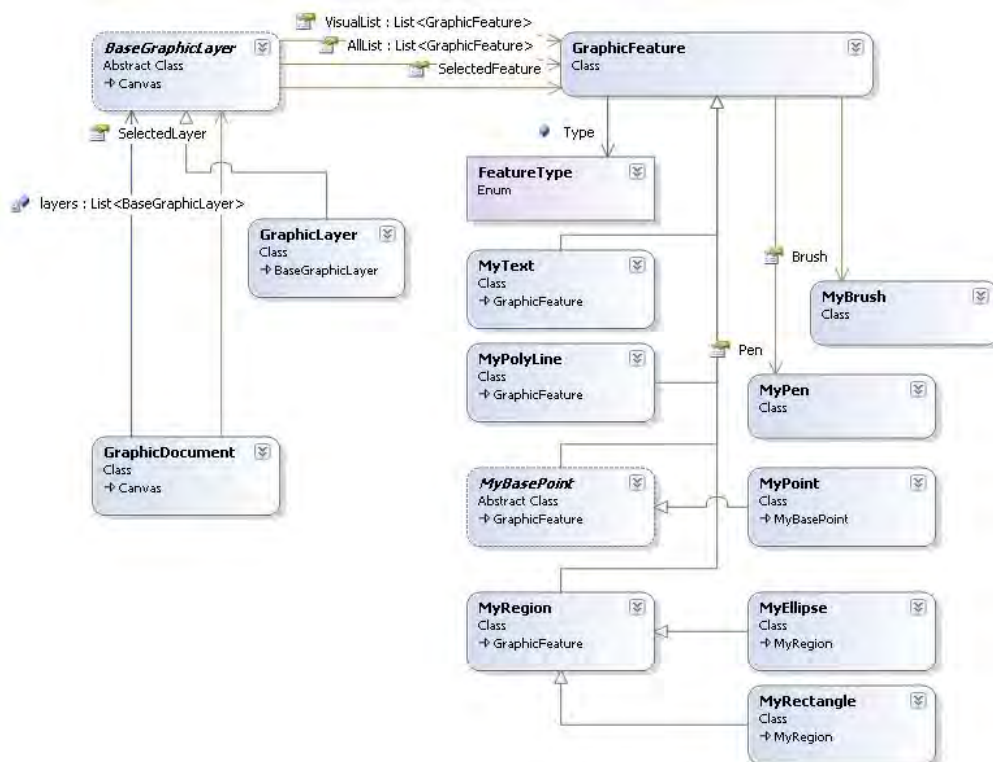 VisualList : List<GraphicFeature>
BaseGraphicLayer
Abstract Class
Canvas
AllList : List<GraphicFeature>
SelectedFeature
GraphicFeature
Class
SelectedLayer
Type
FeatureType
Enum
layers : List<BaseGraphicLayer>
GraphicLayer
Class
BaseGraphicLayer
MyText
Class
GraphicFeature
Brush
MyBrush
Class
MyPolyLine
Class
GraphicFeature
Pen
MyPen
Class
GraphicDocument
Class
Canvas
MyBasePoint
Abstract Class
GraphicFeature
MyPoint
Class
MyBasePoint
MyRegion
Class
GraphicFeature
MyEllipse
Class
MyRegion
MyRectangle
Class
MyRegion